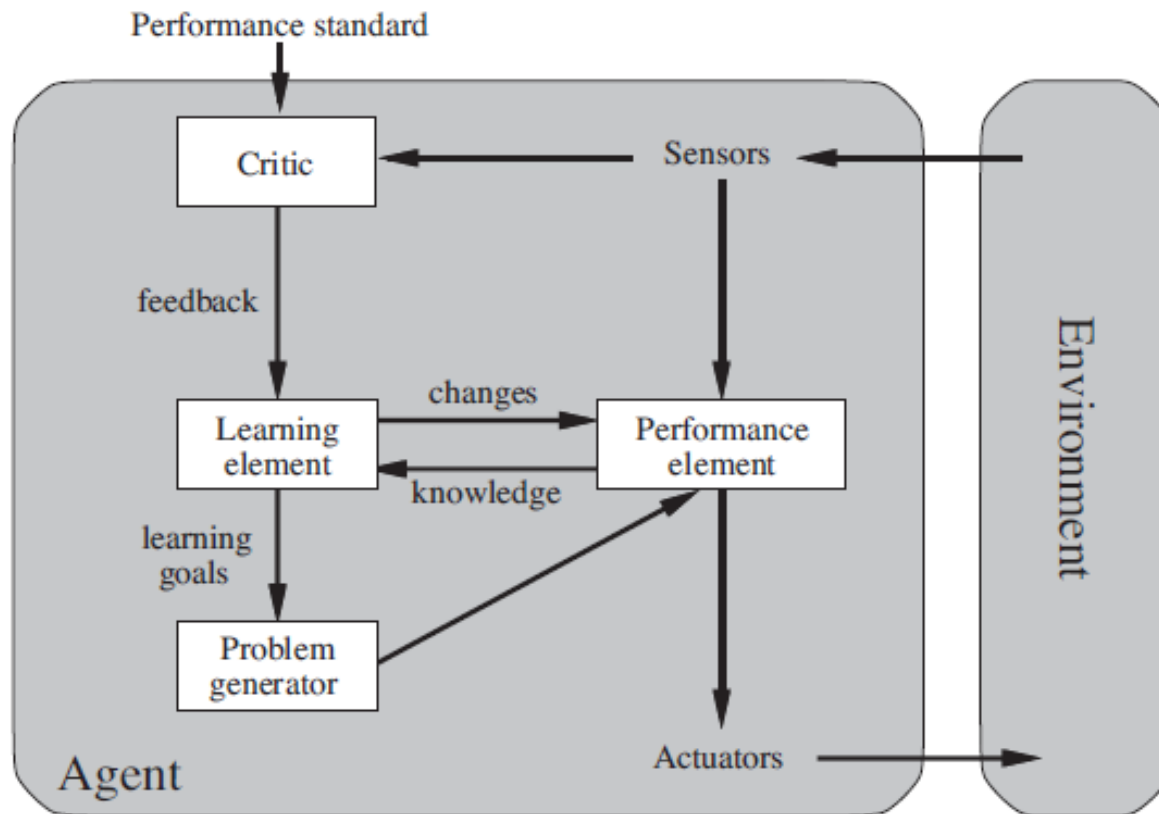 Performance standard
Critic
Sensors
feedback
changes
Learning
element
Performance
element
knowledge
learning
goals
Problem
generator
Actuators
Agent
Environment